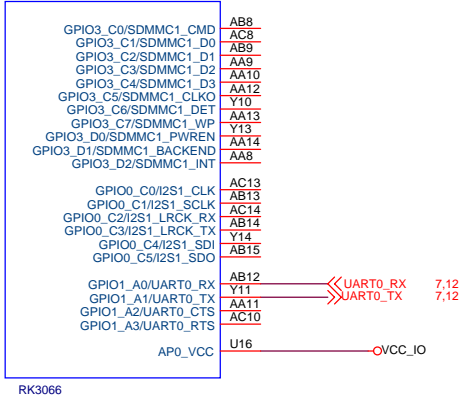 GPIO3_C0/SDMMC1_CMD AB8
GPIO3_C1/SDMMC1_D0 AC8
GPIO3_C2/SDMMC1_D1 AB9
GPIO3_C3/SDMMC1_D2 AA9
GPIO3_C4/SDMMC1_D3 AA10
GPIO3_C5/SDMMC1_CLKO AA12
GPIO3_C6/SDMMC1_DET Y10
GPIO3_C7/SDMMC1_WP AA13
GPIO3_D0/SDMMC1_PWREN Y13
GPIO3_D1/SDMMC1_BACKEND AA14
GPIO3_D2/SDMMC1_INT AA8
GPIO0_C0/I2S1_CLK AC13
GPIO0_C1/I2S1_SCLK AB13
GPIO0_C2/I2S1_LRCK_RX AC14
GPIO0_C3/I2S1_LRCK_TX AB14
GPIO0_C4/I2S1_SDI Y14
GPIO0_C5/I2S1_SDO AB15
GPIO1_A0/UART0_RX AB12 UART0_RX 7,12
GPIO1_A1/UART0_TX Y11 UART0_TX 7,12
GPIO1_A2/UART0_CTS AA11
GPIO1_A3/UART0_RTS AC10
AP0_VCC U16 VCC_IO
RK3066